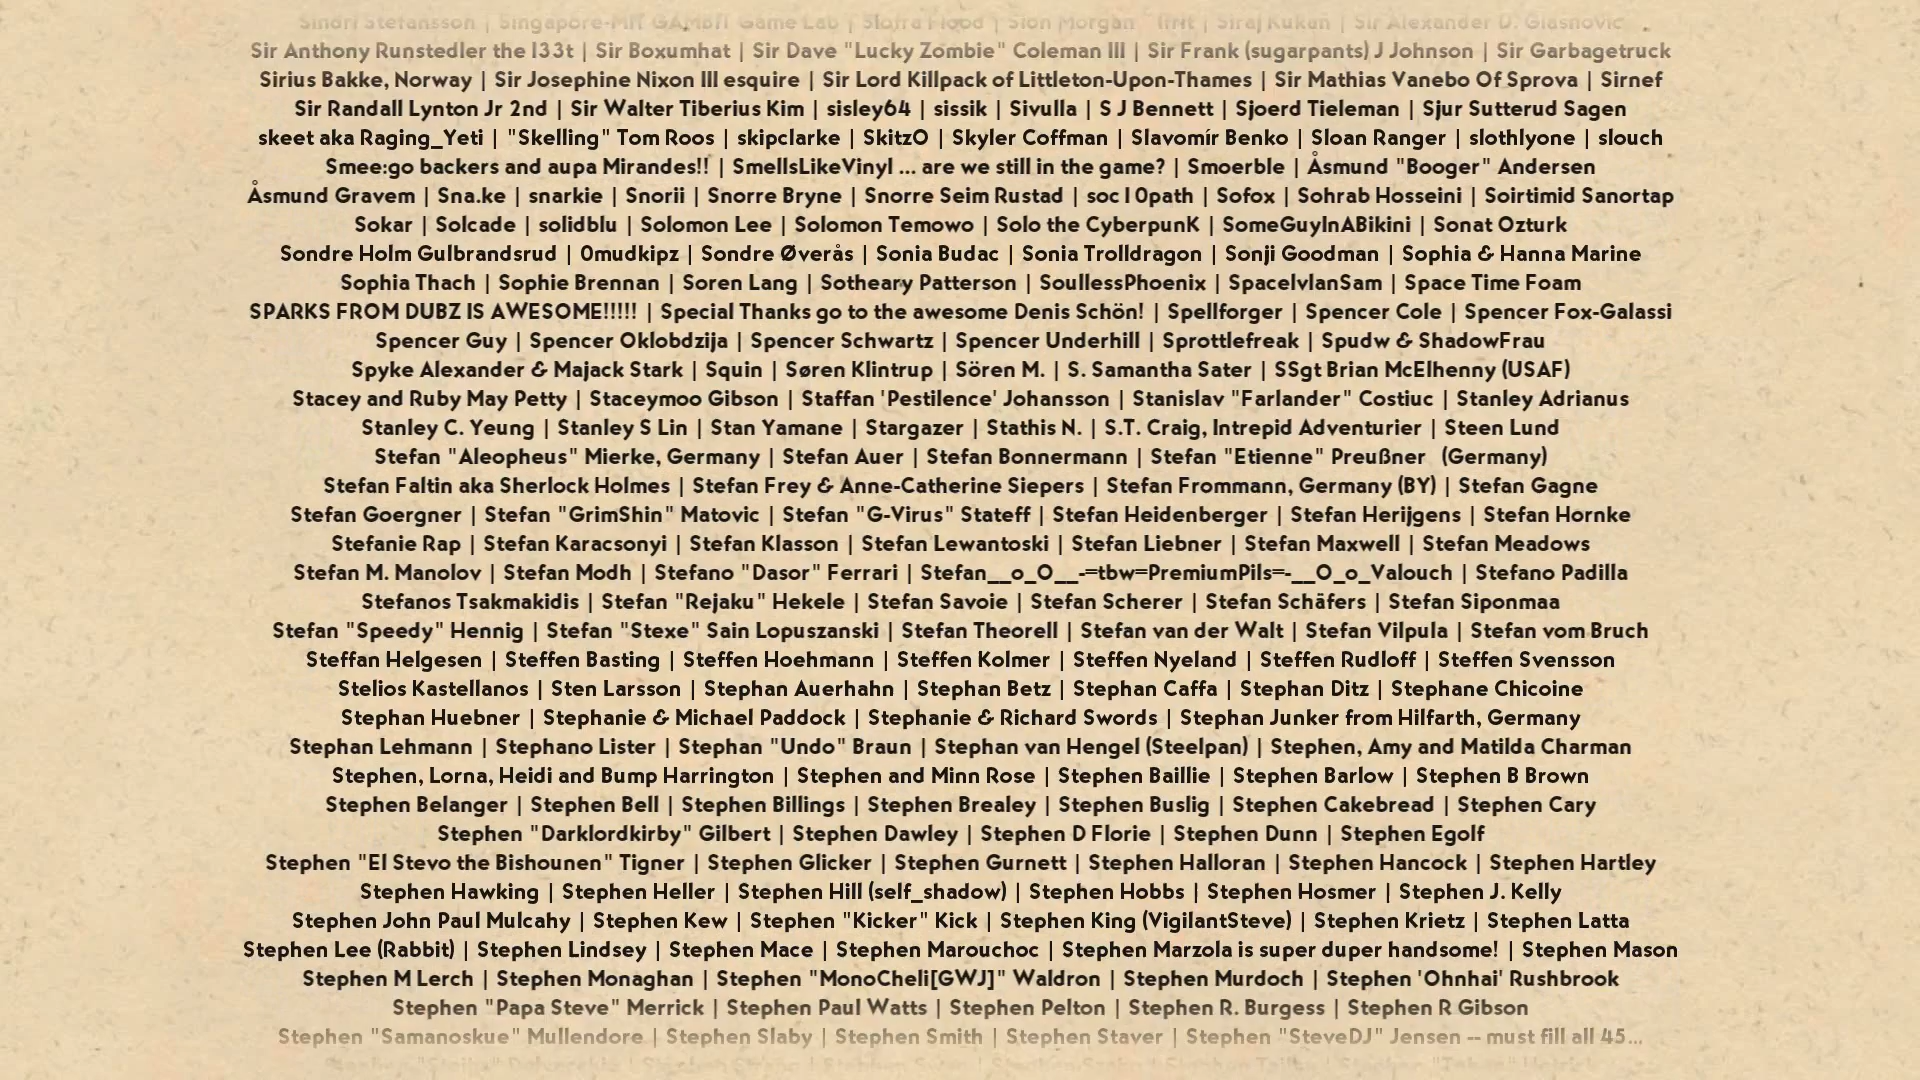 Sindri Stefansson | Singapore-MIT GAMBIT Game Lab | Slofra Flood | Sion Morgan | Siraj Kukan | Sir Alexander D. Glasnovic
Sir Anthony Runstedler the l33t | Sir Boxumhat | Sir Dave "Lucky Zombie" Coleman III | Sir Frank (sugarpants) J Johnson | Sir Garbagetruck
Sirius Bakke, Norway | Sir Josephine Nixon III esquire | Sir Lord Killpack of Littleton-Upon-Thames | Sir Mathias Vanebo Of Sprova | Sirnef
Sir Randall Lynton Jr 2nd | Sir Walter Tiberius Kim | sisley64 | sissik | Sivulla | S J Bennett | Sjoerd Tieleman | Sjur Sutterud Sagen
skeet aka Raging_Yeti | "Skelling" Tom Roos | skipclarke | SkitzO | Skyler Coffman | Slavomír Benko | Sloan Ranger | slothlyone | slouch
Smee:go backers and aupa Mirandes!! | SmellsLikeVinyl ... are we still in the game? | Smoerble | Åsmund "Booger" Andersen
Åsmund Gravem | Sna.ke | snarkie | Snorii | Snorre Bryne | Snorre Seim Rustad | soc10path | Sofox | Sohrab Hosseini | Soirtimid Sanortap
Sokar | Solcade | solidblu | Solomon Lee | Solomon Temowo | Solo the CyberpunK | SomeGuyInABikini | Sonat Ozturk
Sondre Holm Gulbrandsrud | 0mudkipz | Sondre Øverås | Sonia Budac | Sonia Trolldragon | Sonji Goodman | Sophia & Hanna Marine
Sophia Thach | Sophie Brennan | Soren Lang | Sotheary Patterson | SoullessPhoenix | SpacelvlanSam | Space Time Foam
SPARKS FROM DUBZ IS AWESOME!!!!! | Special Thanks go to the awesome Denis Schön! | Spellforger | Spencer Cole | Spencer Fox-Galassi
Spencer Guy | Spencer Oklobdzija | Spencer Schwartz | Spencer Underhill | Sprottlefreak | Spudw & ShadowFrau
Spyke Alexander & Majack Stark | Squin | Søren Klintrup | Sören M. | S. Samantha Sater | SSgt Brian McElhenny (USAF)
Stacey and Ruby May Petty | Staceymoo Gibson | Staffan 'Pestilence' Johansson | Stanislav "Farlander" Costiuc | Stanley Adrianus
Stanley C. Yeung | Stanley S Lin | Stan Yamane | Stargazer | Stathis N. | S.T. Craig, Intrepid Adventurier | Steen Lund
Stefan "Aleopheus" Mierke, Germany | Stefan Auer | Stefan Bonnermann | Stefan "Etienne" Preußner (Germany)
Stefan Faltin aka Sherlock Holmes | Stefan Frey & Anne-Catherine Siepers | Stefan Frommann, Germany (BY) | Stefan Gagne
Stefan Goergner | Stefan "GrimShin" Matovic | Stefan "G-Virus" Stateff | Stefan Heidenberger | Stefan Herijgens | Stefan Hornke
Stefanie Rap | Stefan Karacsonyi | Stefan Klasson | Stefan Lewantoski | Stefan Liebner | Stefan Maxwell | Stefan Meadows
Stefan M. Manolov | Stefan Modh | Stefano "Dasor" Ferrari | Stefan__o_O__-=tbw=PremiumPils=-__O_o_Valouch | Stefano Padilla
Stefanos Tsakmakidis | Stefan "Rejaku" Hekele | Stefan Savoie | Stefan Scherer | Stefan Schäfers | Stefan Siponmaa
Stefan "Speedy" Hennig | Stefan "Stexe" Sain Lopuszanski | Stefan Theorell | Stefan van der Walt | Stefan Vilpula | Stefan vom Bruch
Steffan Helgesen | Steffen Basting | Steffen Hoehmann | Steffen Kolmer | Steffen Nyeland | Steffen Rudloff | Steffen Svensson
Stelios Kastellanos | Sten Larsson | Stephan Auerhahn | Stephan Betz | Stephan Caffa | Stephan Ditz | Stephane Chicoine
Stephan Huebner | Stephanie & Michael Paddock | Stephanie & Richard Swords | Stephan Junker from Hilfarth, Germany
Stephan Lehmann | Stephano Lister | Stephan "Undo" Braun | Stephan van Hengel (Steelpan) | Stephen, Amy and Matilda Charman
Stephen, Lorna, Heidi and Bump Harrington | Stephen and Minn Rose | Stephen Baillie | Stephen Barlow | Stephen B Brown
Stephen Belanger | Stephen Bell | Stephen Billings | Stephen Brealey | Stephen Buslig | Stephen Cakebread | Stephen Cary
Stephen "Darklordkirby" Gilbert | Stephen Dawley | Stephen D Florie | Stephen Dunn | Stephen Egolf
Stephen "El Stevo the Bishounen" Tigner | Stephen Glicker | Stephen Gurnett | Stephen Halloran | Stephen Hancock | Stephen Hartley
Stephen Hawking | Stephen Heller | Stephen Hill (self_shadow) | Stephen Hobbs | Stephen Hosmer | Stephen J. Kelly
Stephen John Paul Mulcahy | Stephen Kew | Stephen "Kicker" Kick | Stephen King (VigilantSteve) | Stephen Krietz | Stephen Latta
Stephen Lee (Rabbit) | Stephen Lindsey | Stephen Mace | Stephen Marouchoc | Stephen Marzola is super duper handsome! | Stephen Mason
Stephen M Lerch | Stephen Monaghan | Stephen "MonoCheli[GWJ]" Waldron | Stephen Murdoch | Stephen 'Ohnhai' Rushbrook
Stephen "Papa Steve" Merrick | Stephen Paul Watts | Stephen Pelton | Stephen R. Burgess | Stephen R Gibson
Stephen "Samanoskue" Mullendore | Stephen Slaby | Stephen Smith | Stephen Staver | Stephen "SteveDJ" Jensen -- must fill all 45...